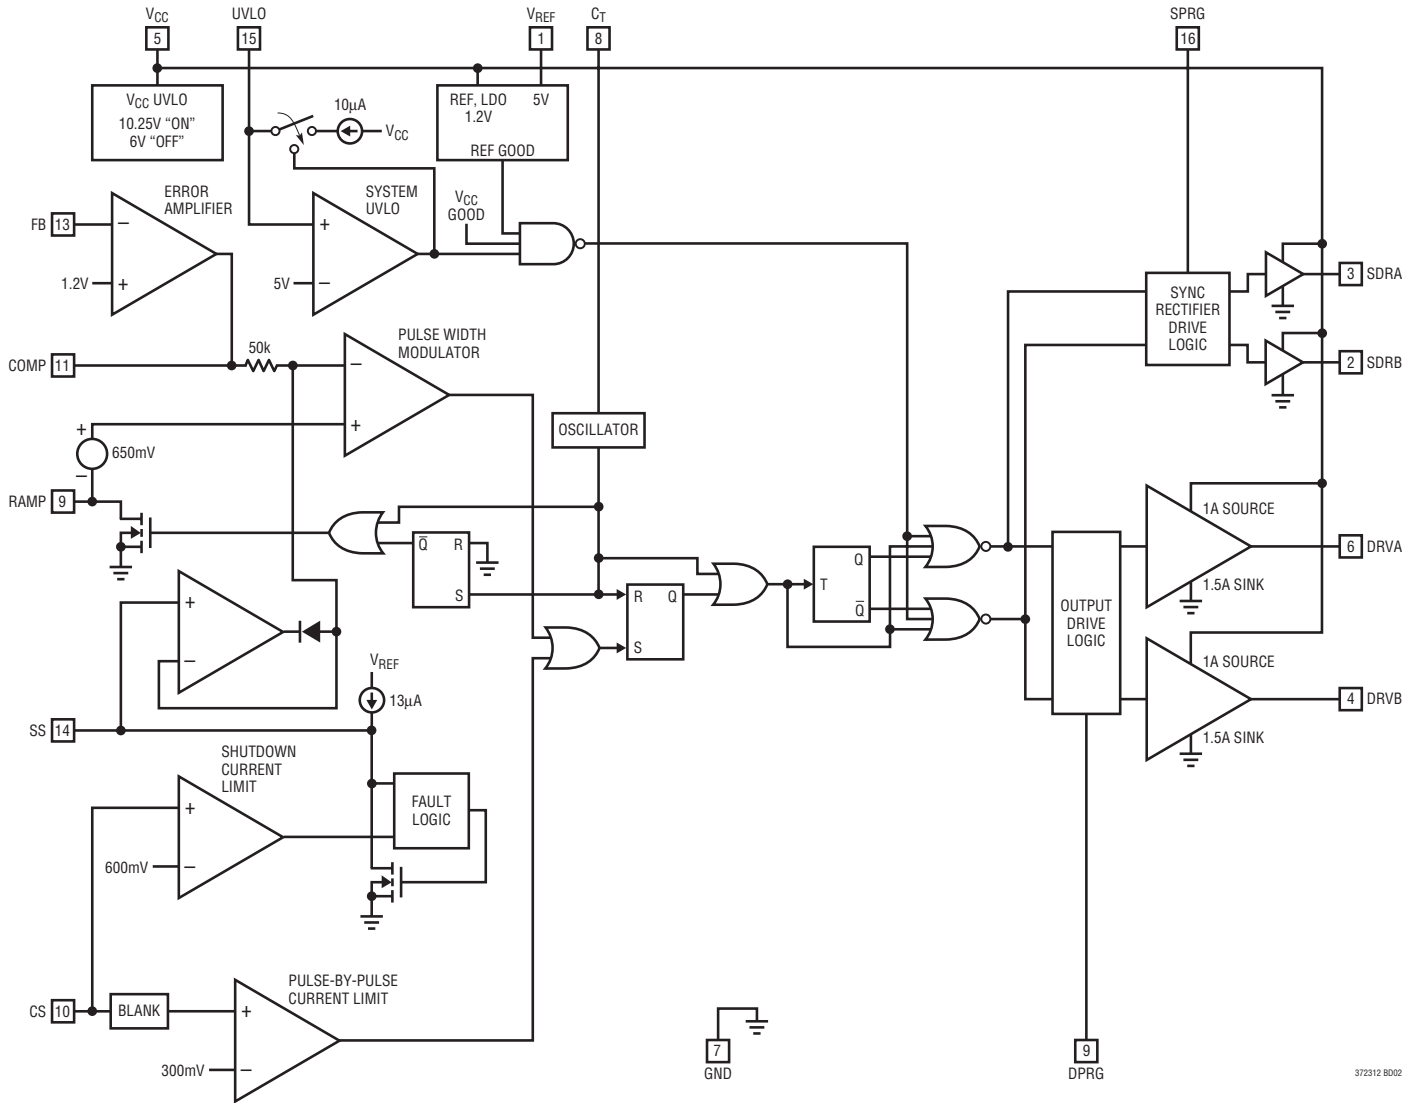 VCC
5
UVLO
15
VREF
1
CT
8
SPRG
16
VCC UVLO
10.25V “ON”
6V “OFF”
10µA
VCC
REF, LDO
1.2V
5V
REF GOOD
ERROR
AMPLIFIER
FB 13
−
1.2V
+
SYSTEM
UVLO
+
5V
−
VCC
GOOD
SYNC
RECTIFIER
DRIVE
LOGIC
3 SDRA
2 SDRB
COMP 11
50k
PULSE WIDTH
MODULATOR
−
+
+
650mV
−
RAMP 9
OSCILLATOR
Q̅ R
S
R Q
S
T
Q
Q̅
OUTPUT
DRIVE
LOGIC
1A SOURCE
6 DRVA
1.5A SINK
1A SOURCE
4 DRVB
1.5A SINK
+
−
VREF
13µA
SS 14
SHUTDOWN
CURRENT
LIMIT
+
600mV
−
FAULT
LOGIC
PULSE-BY-PULSE
CURRENT LIMIT
CS 10
BLANK
+
300mV
−
7
GND
9
DPRG
372312 BD02